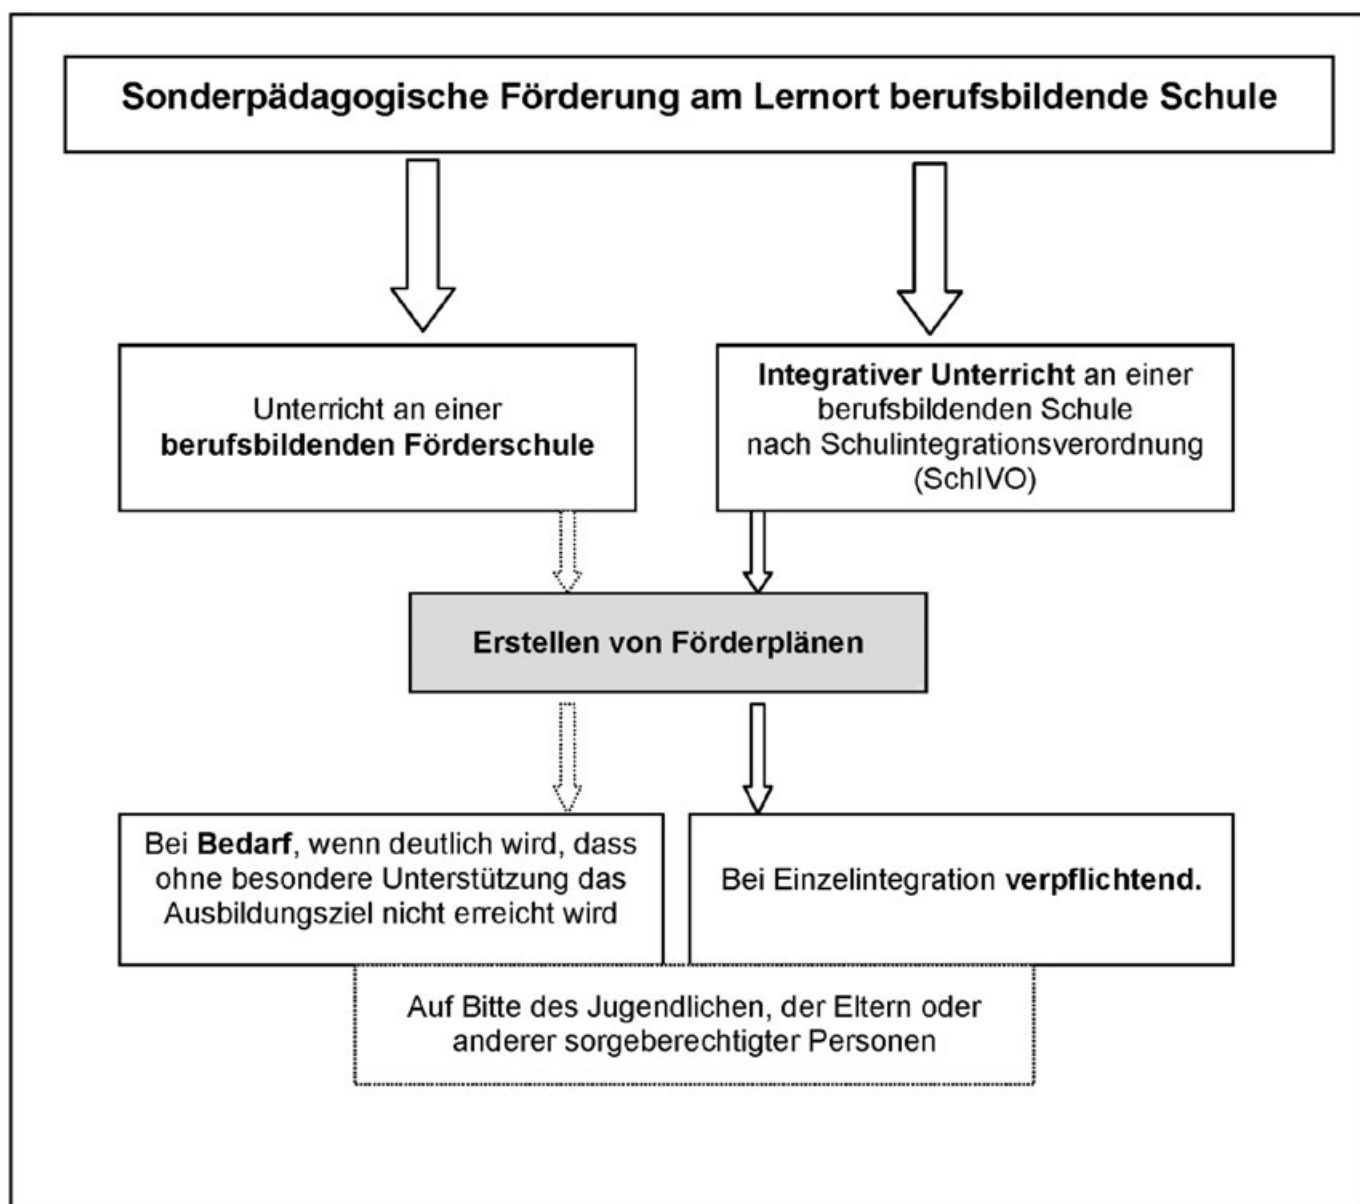 Sonderpädagogische Förderung am Lernort berufsbildende Schule
Unterricht an einer
berufsbildenden Förderschule
Integrativer Unterricht an einer
berufsbildenden Schule
nach Schulintegrationsverordnung
(SchIVO)
Erstellen von Förderplänen
Bei Bedarf, wenn deutlich wird, dass
ohne besondere Unterstützung das
Ausbildungsziel nicht erreicht wird
Bei Einzelintegration verpflichtend.
Auf Bitte des Jugendlichen, der Eltern oder
anderer sorgeberechtigter Personen